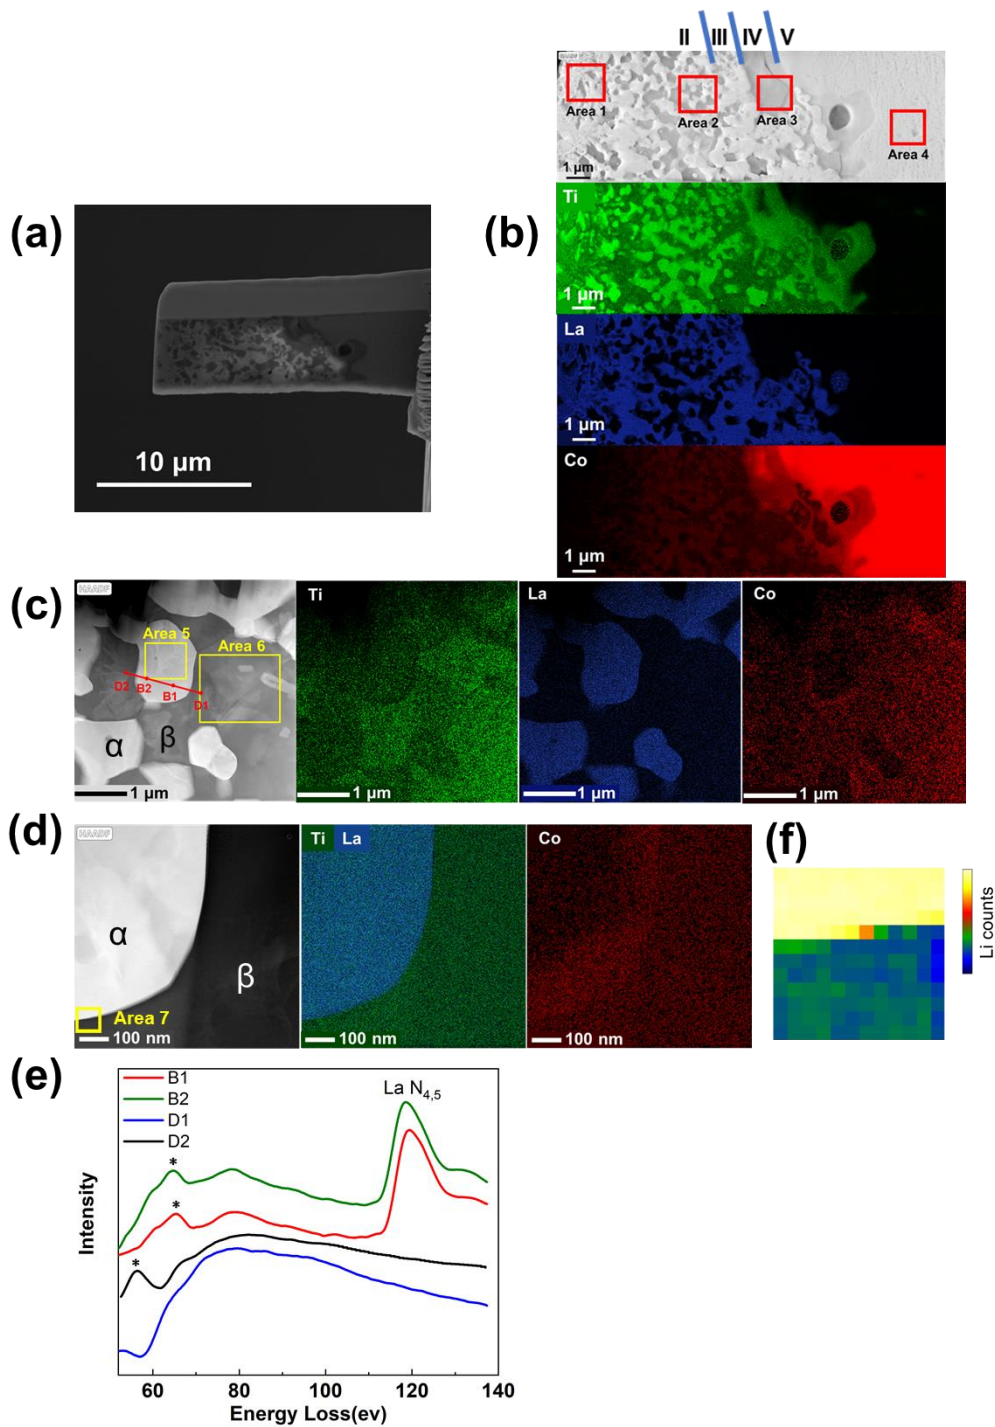 (a)
10 µm
(b)
II III IV V
HAADF
Area 1
Area 2
Area 3
Area 4
1 µm
Ti
1 µm
La
1 µm
Co
1 µm
(c)
HAADF
Area 5
Area 6
D2
B2
B1
D1
α
β
1 µm
Ti
1 µm
La
1 µm
Co
1 µm
(d)
HAADF
α
β
Area 7
100 nm
Ti La
100 nm
Co
100 nm
(f)
Li counts
(e)
B1
B2
D1
D2
La N4,5
*
*
*
Intensity
60 80 100 120 140
Energy Loss(ev)